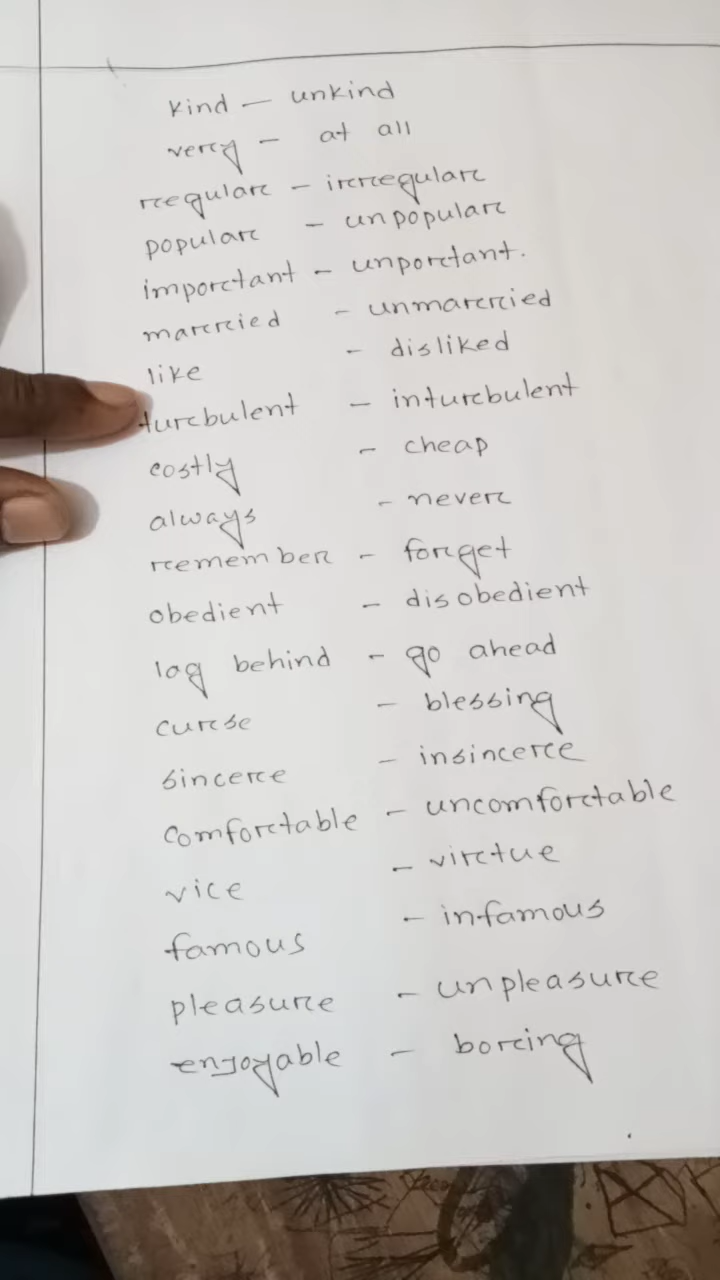 kind – unkind
very – at all
regular – irregular
popular – unpopular
important – unportant.
married – unmarried
like – disliked
turbulent – inturbulent
costly – cheap
always – never
remember – forget
obedient – disobedient
lag behind – go ahead
curse – blessing
sincere – insincere
comfortable – uncomfortable
vice – virtue
famous – infamous
pleasure – unpleasure
enjoyable – boring